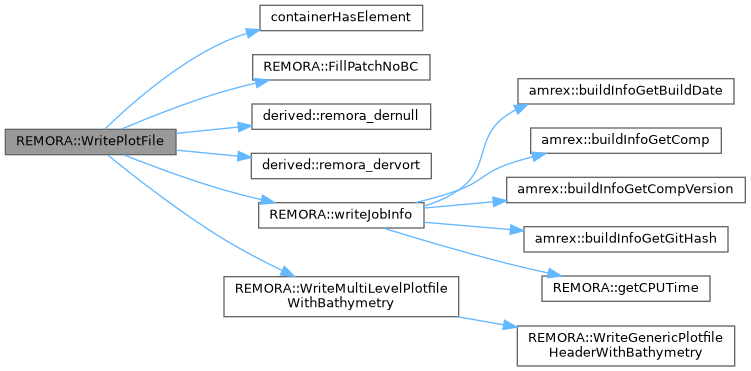 containerHasElement
REMORA::FillPatchNoBC
amrex::buildInfoGetBuildDate
derived::remora_dernull
REMORA::WritePlotFile
amrex::buildInfoGetComp
derived::remora_dervort
amrex::buildInfoGetCompVersion
REMORA::writeJobInfo
amrex::buildInfoGetGitHash
REMORA::WriteMultiLevelPlotfile
WithBathymetry
REMORA::getCPUTime
REMORA::WriteGenericPlotfile
HeaderWithBathymetry